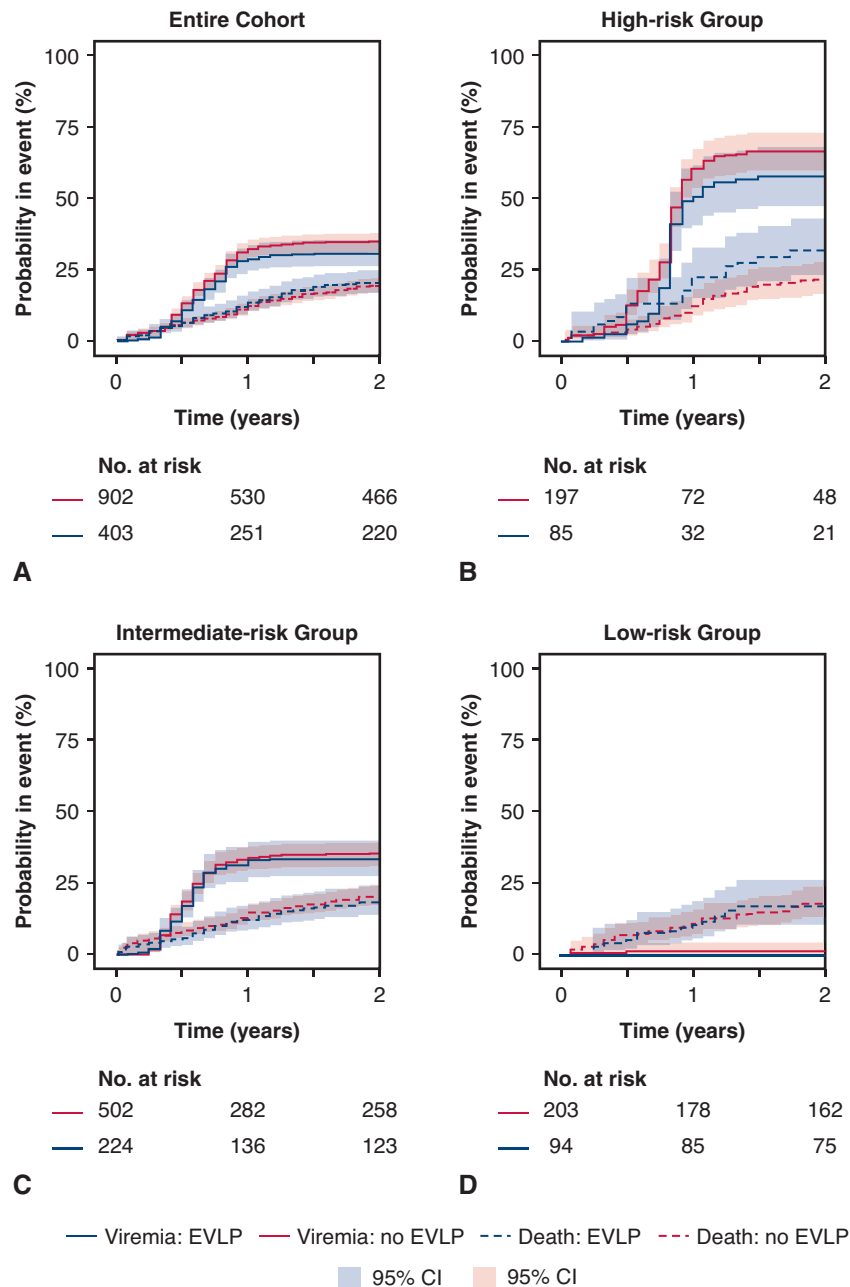 Entire Cohort
Probability in event (%)
100
75
50
25
0
0 1 2
Time (years)
No. at risk
902 530 466
403 251 220
A
High-risk Group
Probability in event (%)
100
75
50
25
0
0 1 2
Time (years)
No. at risk
197 72 48
85 32 21
B
Intermediate-risk Group
Probability in event (%)
100
75
50
25
0
0 1 2
Time (years)
No. at risk
502 282 258
224 136 123
C
Low-risk Group
Probability in event (%)
100
75
50
25
0
0 1 2
Time (years)
No. at risk
203 178 162
94 85 75
D
Viremia: EVLP Viremia: no EVLP Death: EVLP Death: no EVLP
95% CI 95% CI